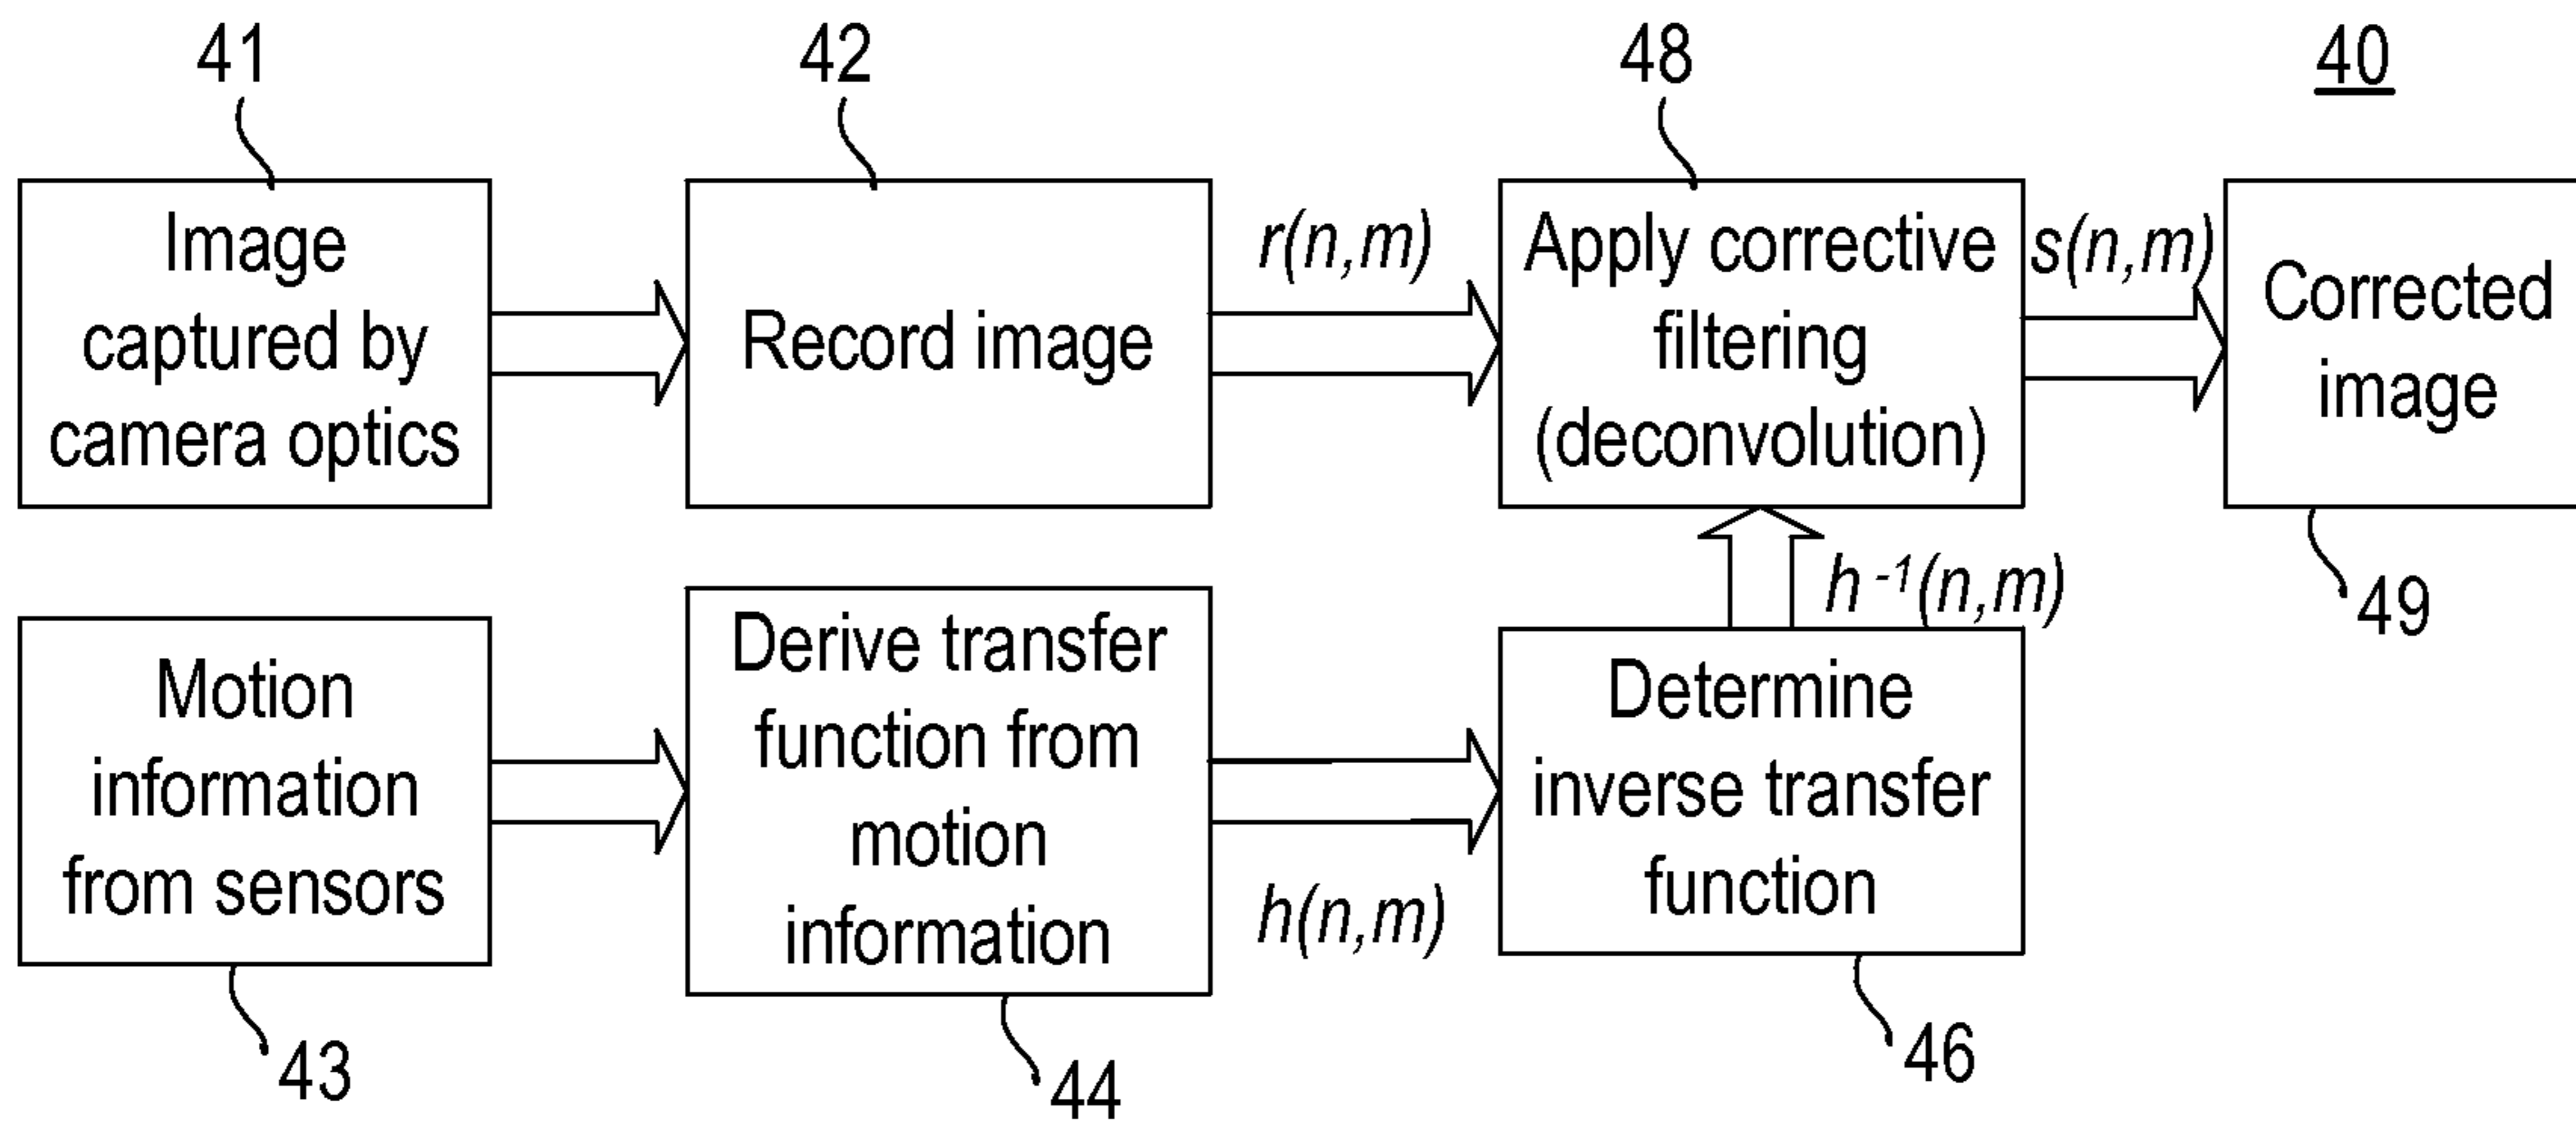 41
42
48
40
Image
captured by
camera optics
Record image
r(n,m)
Apply corrective
filtering
(deconvolution)
s(n,m)
Corrected
image
49
Motion
information
from sensors
43
Derive transfer
function from
motion
information
44
h(n,m)
h⁻¹(n,m)
Determine
inverse transfer
function
46